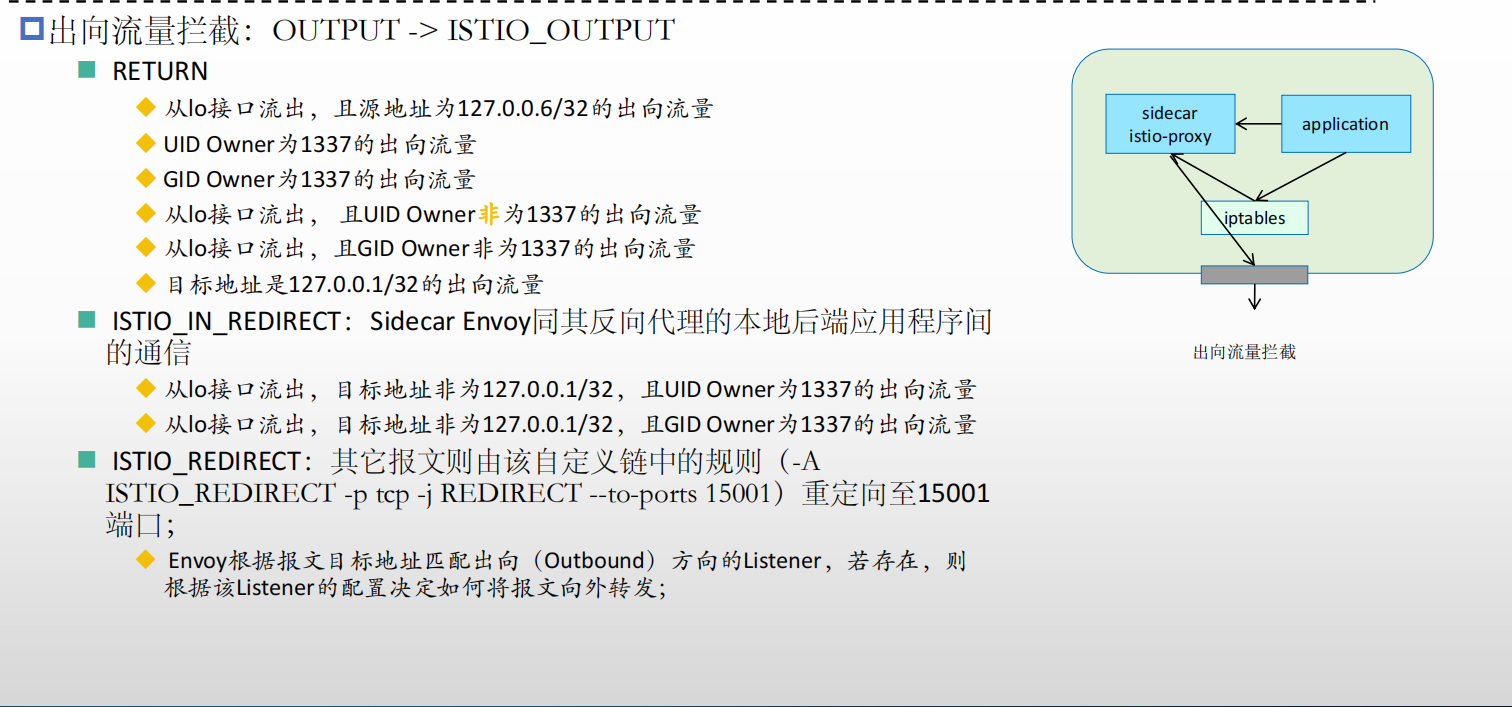 出向流量拦截：OUTPUT -> ISTIO_OUTPUT
RETURN
从lo接口流出，且源地址为127.0.0.6/32的出向流量
UID Owner为1337的出向流量
GID Owner为1337的出向流量
从lo接口流出， 且UID Owner非为1337的出向流量
从lo接口流出，且GID Owner非为1337的出向流量
目标地址是127.0.0.1/32的出向流量
ISTIO_IN_REDIRECT：Sidecar Envoy同其反向代理的本地后端应用程序间
的通信
从lo接口流出，目标地址非为127.0.0.1/32，且UID Owner为1337的出向流量
从lo接口流出，目标地址非为127.0.0.1/32，且GID Owner为1337的出向流量
ISTIO_REDIRECT：其它报文则由该自定义链中的规则（-A
ISTIO_REDIRECT -p tcp -j REDIRECT --to-ports 15001）重定向至15001
端口；
Envoy根据报文目标地址匹配出向（Outbound）方向的Listener，若存在，则
根据该Listener的配置决定如何将报文向外转发；
sidecar
istio-proxy
application
iptables
出向流量拦截